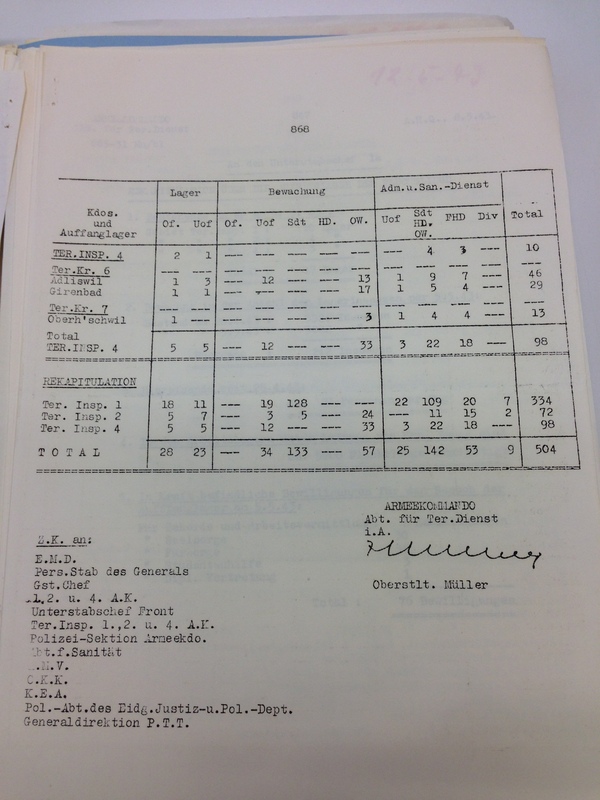 868
Kdos. und Auffanglager | Lager | Bewachung | Adm.u.San.-Dienst | Total
Of. Uof | Of. Uof Sdt HD. OW. | Uof Sdt HD. OW. FHD Div
TER.INSP. 4 2 1 --- --- --- --- --- --- 4 3 --- 10
Ter.Kr. 6 --- --- --- --- --- --- --- --- --- --- --- ---
Adliswil 1 3 --- 12 --- --- 13 1 9 7 --- 46
Girenbad 1 1 --- --- --- --- 17 1 5 4 --- 29
Ter.Kr. 7 --- --- --- --- --- --- --- --- --- --- --- ---
Oberh'schwil 1 --- --- --- --- --- 3 1 4 4 --- 13
Total
TER.INSP. 4 5 5 --- 12 --- --- 33 3 22 18 --- 98
REKAPITULATION
Ter. Insp. 1 18 11 --- 19 128 --- --- 22 109 20 7 334
Ter. Insp. 2 5 7 --- 3 5 --- 24 --- 11 15 2 72
Ter. Insp. 4 5 5 --- 12 --- --- 33 3 22 18 --- 98
T O T A L 28 23 --- 34 133 --- 57 25 142 53 9 504
ARMEEKOMMANDO
Abt. für Ter.Dienst
i.A.
Oberstlt. Müller
Z.K. an:
E.M.D.
Pers.Stab des Generals
Gst.Chef
1.,2. u. 4. A.K.
Unterstabschef Front
Ter.Insp. 1.,2. u. 4. A.K.
Polizei-Sektion Armeekdo.
Abt.f.Sanität
O.K.K.
K.E.A.
Pol.-Abt.des Eidg.Justiz-u.Pol.-Dept.
Generaldirektion P.T.T.